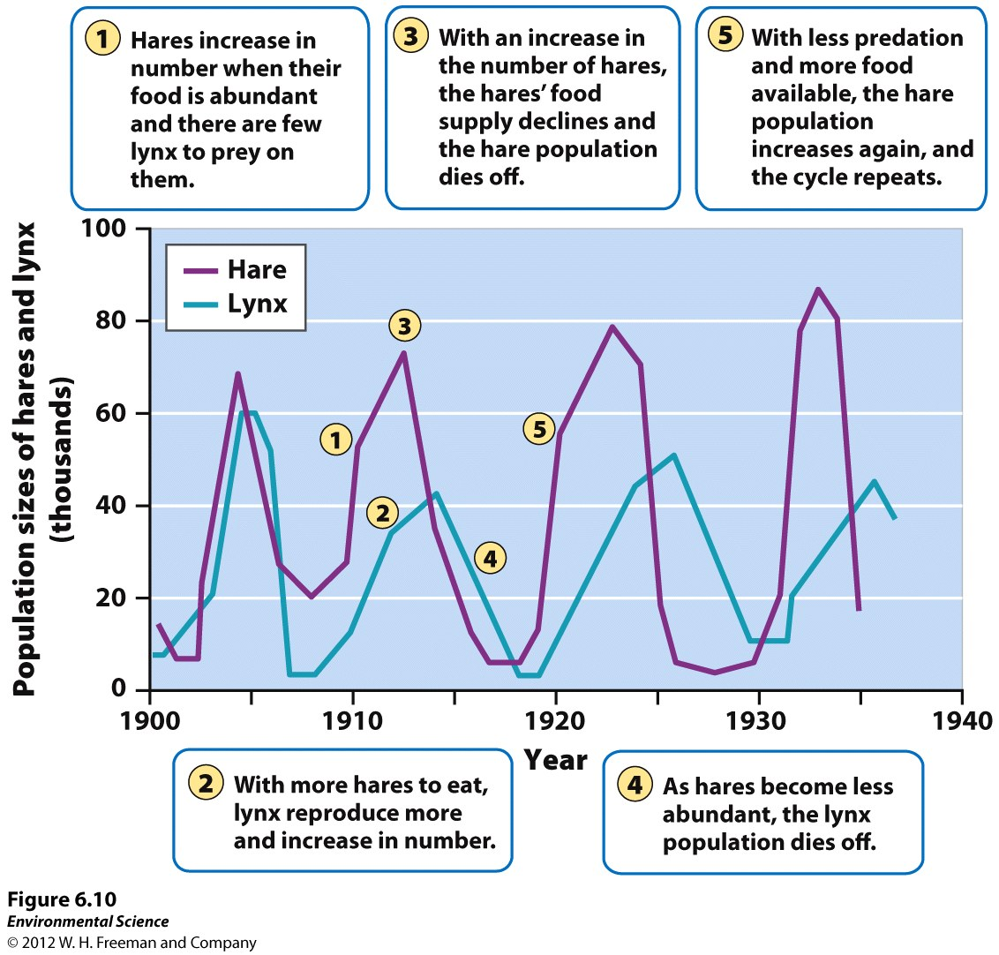 1 Hares increase in
number when their
food is abundant
and there are few
lynx to prey on
them.
3 With an increase in
the number of hares,
the hares’ food
supply declines and
the hare population
dies off.
5 With less predation
and more food
available, the hare
population
increases again, and
the cycle repeats.
Population sizes of hares and lynx
(thousands)
100
80
60
40
20
0
Hare
Lynx
3
1
5
2
4
1900 1910 1920 1930 1940
Year
2 With more hares to eat,
lynx reproduce more
and increase in number.
4 As hares become less
abundant, the lynx
population dies off.
Figure 6.10
Environmental Science
© 2012 W. H. Freeman and Company